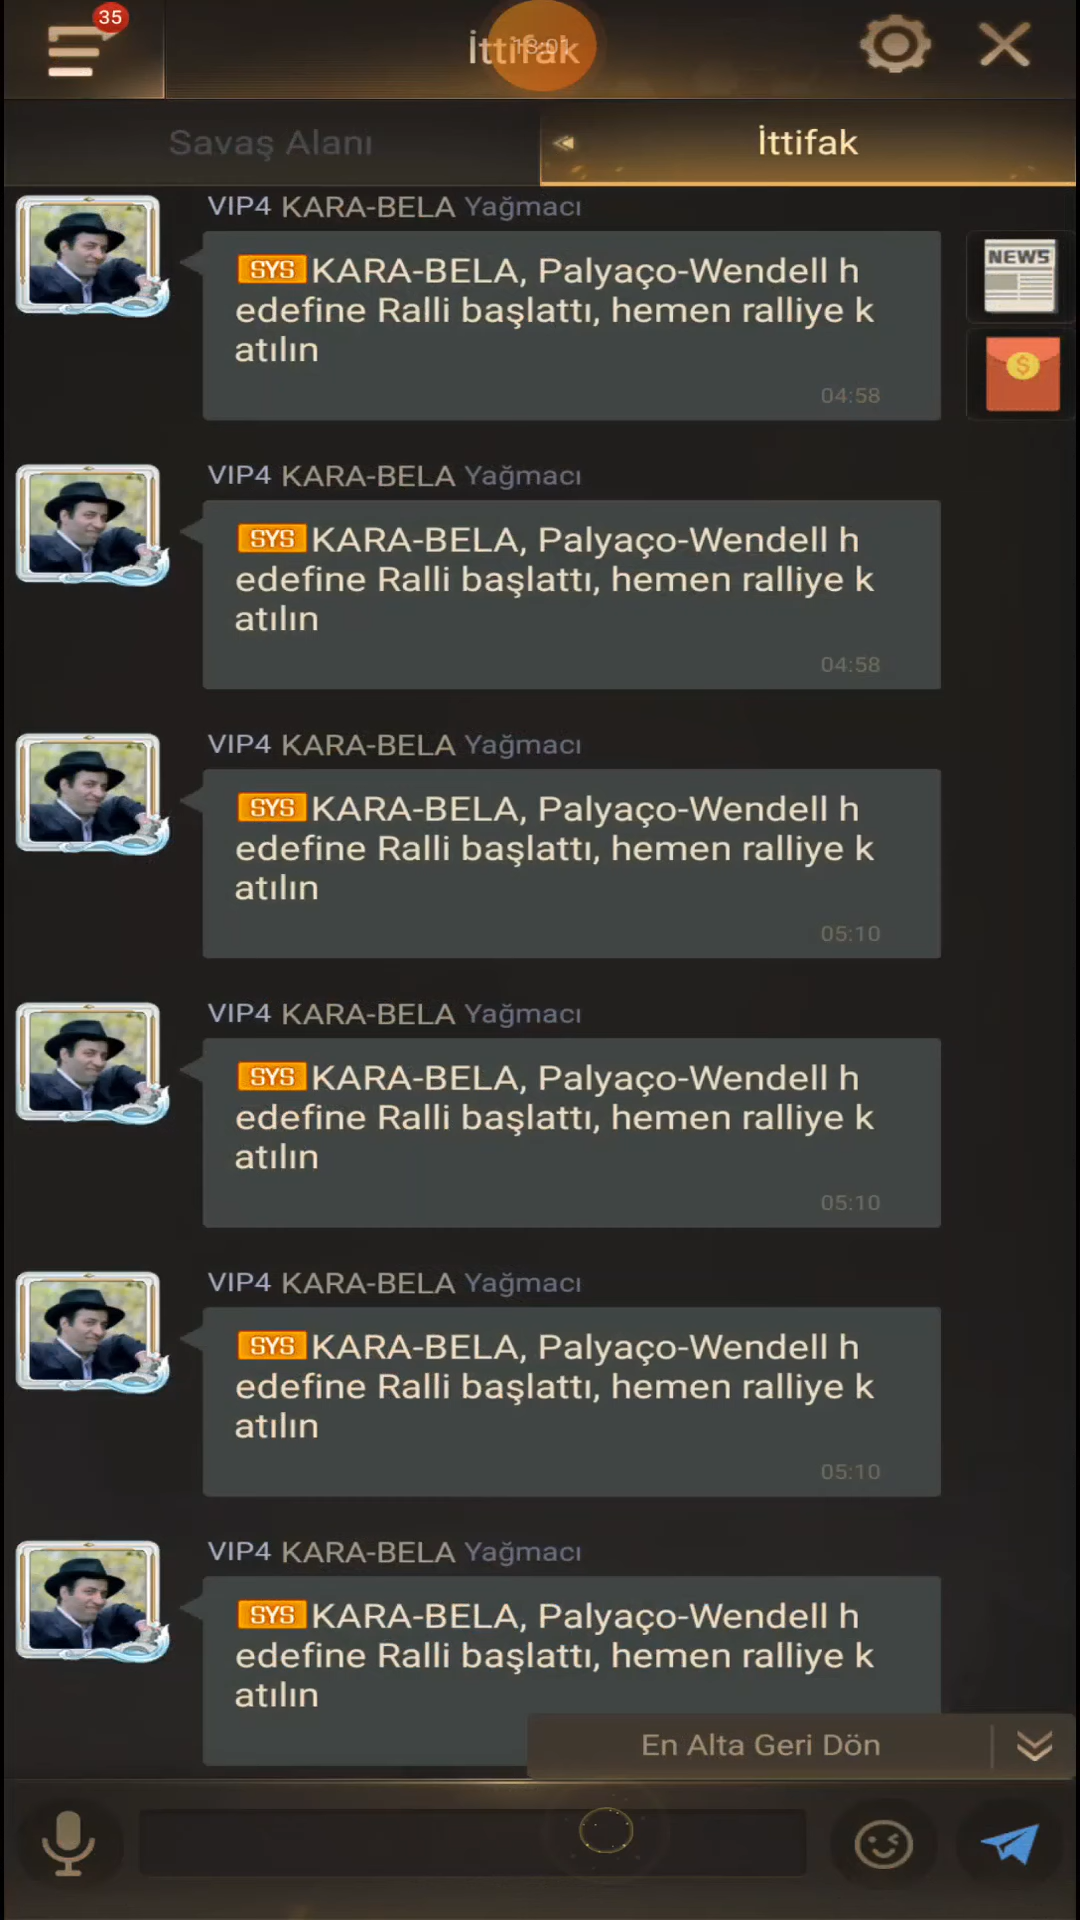 35
İttifak
13:01
Savaş Alanı
İttifak
NEWS
VIP4 KARA-BELA Yağmacı
SYS KARA-BELA, Palyaço-Wendell h
edefine Ralli başlattı, hemen ralliye k
atılın
04:58
VIP4 KARA-BELA Yağmacı
SYS KARA-BELA, Palyaço-Wendell h
edefine Ralli başlattı, hemen ralliye k
atılın
04:58
VIP4 KARA-BELA Yağmacı
SYS KARA-BELA, Palyaço-Wendell h
edefine Ralli başlattı, hemen ralliye k
atılın
05:10
VIP4 KARA-BELA Yağmacı
SYS KARA-BELA, Palyaço-Wendell h
edefine Ralli başlattı, hemen ralliye k
atılın
05:10
VIP4 KARA-BELA Yağmacı
SYS KARA-BELA, Palyaço-Wendell h
edefine Ralli başlattı, hemen ralliye k
atılın
05:10
VIP4 KARA-BELA Yağmacı
SYS KARA-BELA, Palyaço-Wendell h
edefine Ralli başlattı, hemen ralliye k
atılın
En Alta Geri Dön